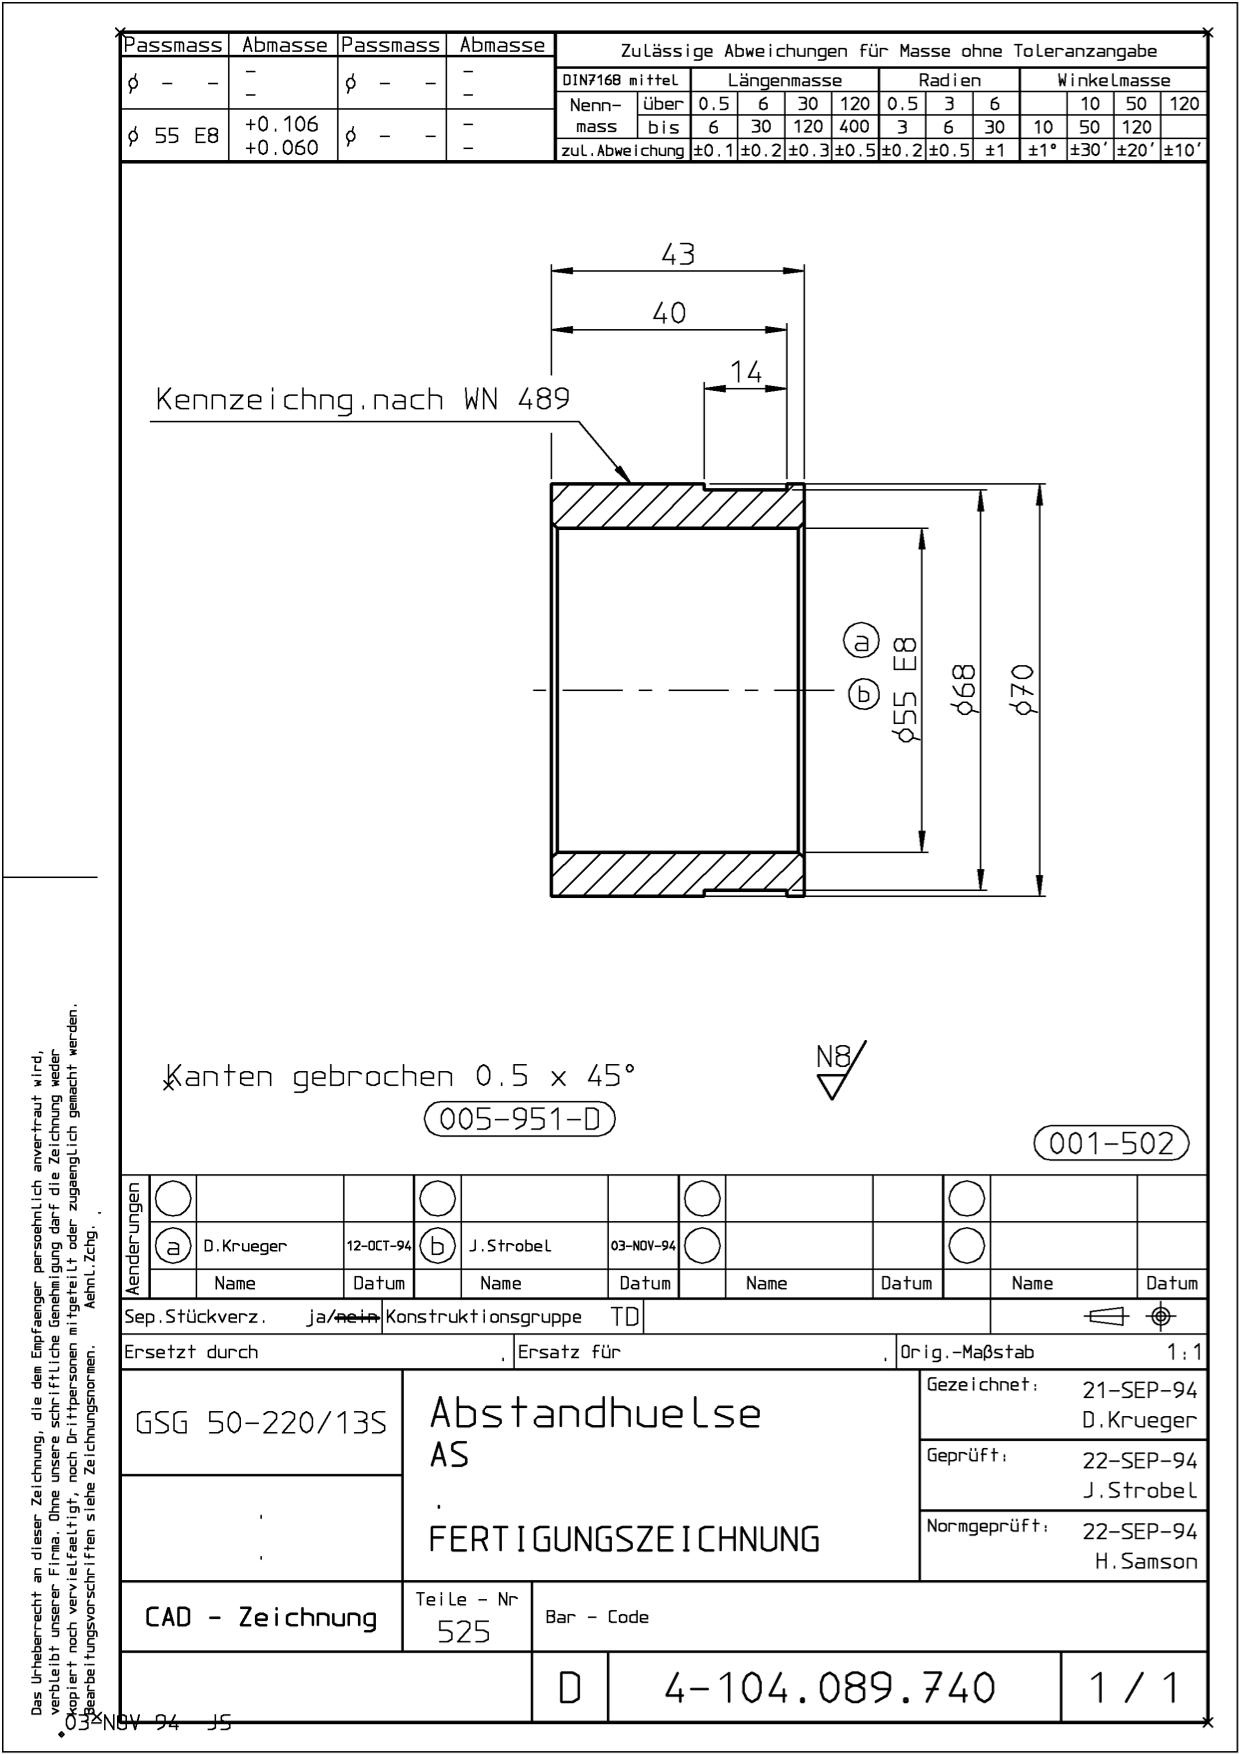 Passmass Abmasse Passmass Abmasse
ϕ - - - - ϕ - - - -
ϕ 55 E8 +0.106 +0.060 ϕ - - - -
Zulässige Abweichungen für Masse ohne Toleranzangabe
DIN7168 mittel Längenmasse Radien Winkelmasse
Nenn-mass über 0.5 6 30 120 0.5 3 6 10 50 120
bis 6 30 120 400 3 6 30 10 50 120
zul.Abweichung ±0.1 ±0.2 ±0.3 ±0.5 ±0.2 ±0.5 ±1 ±1° ±30' ±20' ±10'
43
40
14
Kennzeichng.nach WN 489
a
b
ϕ55 E8
ϕ68
ϕ70
Kanten gebrochen 0.5 x 45°
005-951-D
N8
001-502
Aenderungen
a D.Krueger 12-OCT-94 b J.Strobel 03-NOV-94
Name Datum Name Datum Name Datum Name Datum
Sep.Stückverz. ja/nein Konstruktionsgruppe TD
Ersetzt durch . Ersatz für . Orig.-Maßstab 1:1
GSG 50-220/13S
Abstandhuelse
AS
.
FERTIGUNGSZEICHNUNG
Gezeichnet: 21-SEP-94
D.Krueger
Geprüft: 22-SEP-94
J.Strobel
Normgeprüft: 22-SEP-94
H.Samson
CAD - Zeichnung
Teile - Nr
525
Bar - Code
D 4-104.089.740 1 / 1
Das Urheberrecht an dieser Zeichnung, die dem Empfaenger persoehnlich anvertraut wird,
verbleibt unserer Firma. Ohne unsere schriftliche Genehmigung darf die Zeichnung weder
kopiert noch vervielfaeltigt, noch Drittpersonen mitgeteilt oder zugaenglich gemacht werden.
Bearbeitungsvorschriften siehe Zeichnungsnormen. Aehnl.Zchg. .
03-NOV-94 JS